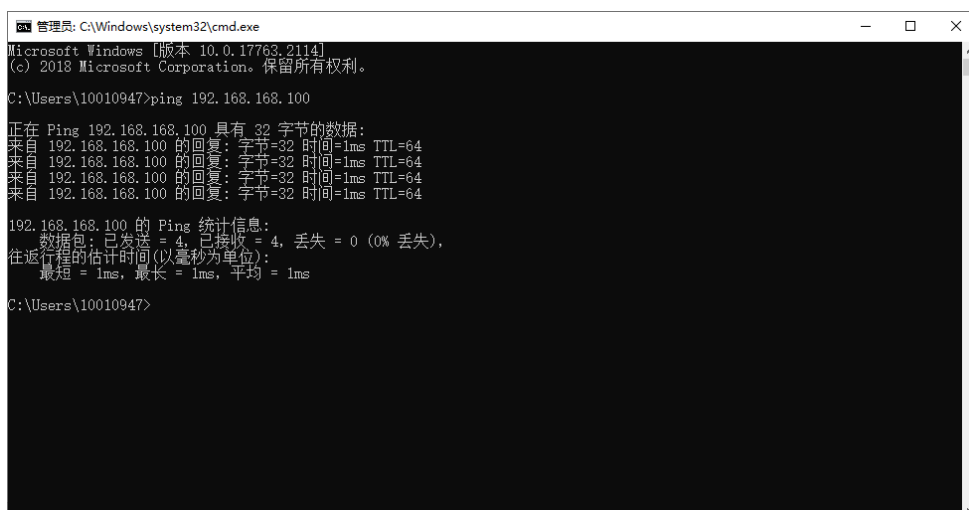 管理员: C:\Windows\system32\cmd.exe
Microsoft Windows [版本 10.0.17763.2114]
(c) 2018 Microsoft Corporation。保留所有权利。
C:\Users\10010947>ping 192.168.168.100
正在 Ping 192.168.168.100 具有 32 字节的数据:
来自 192.168.168.100 的回复: 字节=32 时间=1ms TTL=64
来自 192.168.168.100 的回复: 字节=32 时间=1ms TTL=64
来自 192.168.168.100 的回复: 字节=32 时间=1ms TTL=64
来自 192.168.168.100 的回复: 字节=32 时间=1ms TTL=64
192.168.168.100 的 Ping 统计信息:
数据包: 已发送 = 4, 已接收 = 4, 丢失 = 0 (0% 丢失),
往返行程的估计时间(以毫秒为单位):
最短 = 1ms, 最长 = 1ms, 平均 = 1ms
C:\Users\10010947>